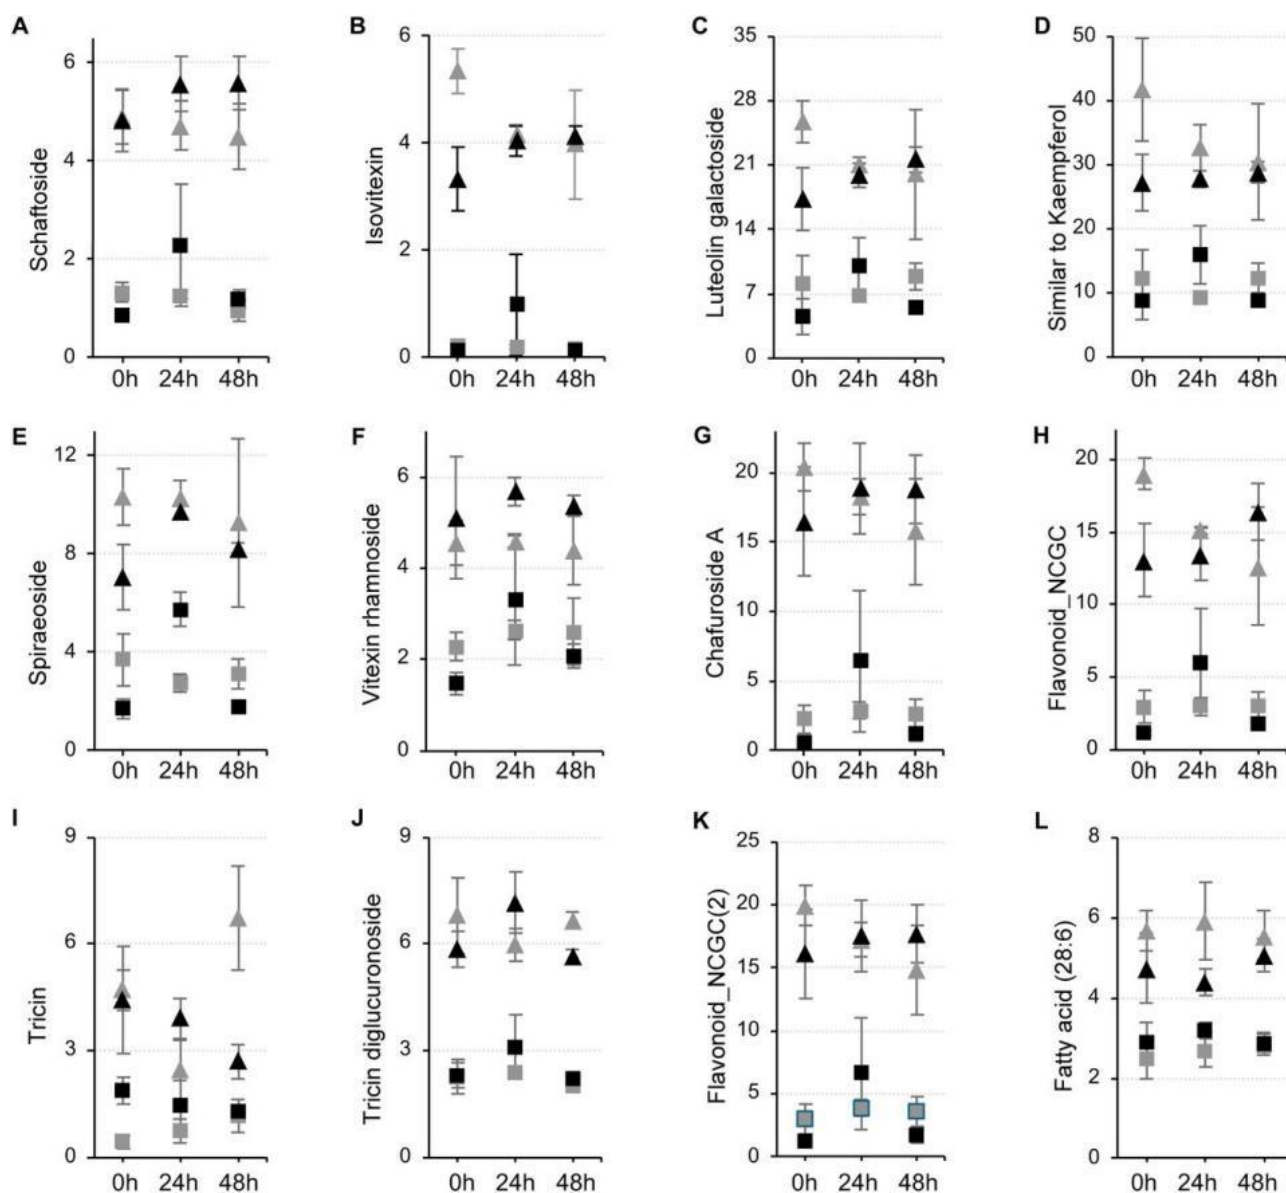 A
Schaftoside
6
4
2
0
0h 24h 48h
B
Isovitexin
6
4
2
0
0h 24h 48h
C
Luteolin galactoside
35
28
21
14
7
0
0h 24h 48h
D
Similar to Kaempferol
50
40
30
20
10
0
0h 24h 48h
E
Spiraeoside
12
8
4
0
0h 24h 48h
F
Vitexin rhamnoside
6
4
2
0
0h 24h 48h
G
Chafuroside A
20
15
10
5
0
0h 24h 48h
H
Flavonoid_NCGC
20
15
10
5
0
0h 24h 48h
I
Tricin
9
6
3
0
0h 24h 48h
J
Tricin diglucuronoside
9
6
3
0
0h 24h 48h
K
Flavonoid_NCGC(2)
25
20
15
10
5
0
0h 24h 48h
L
Fatty acid (28:6)
8
6
4
2
0
0h 24h 48h